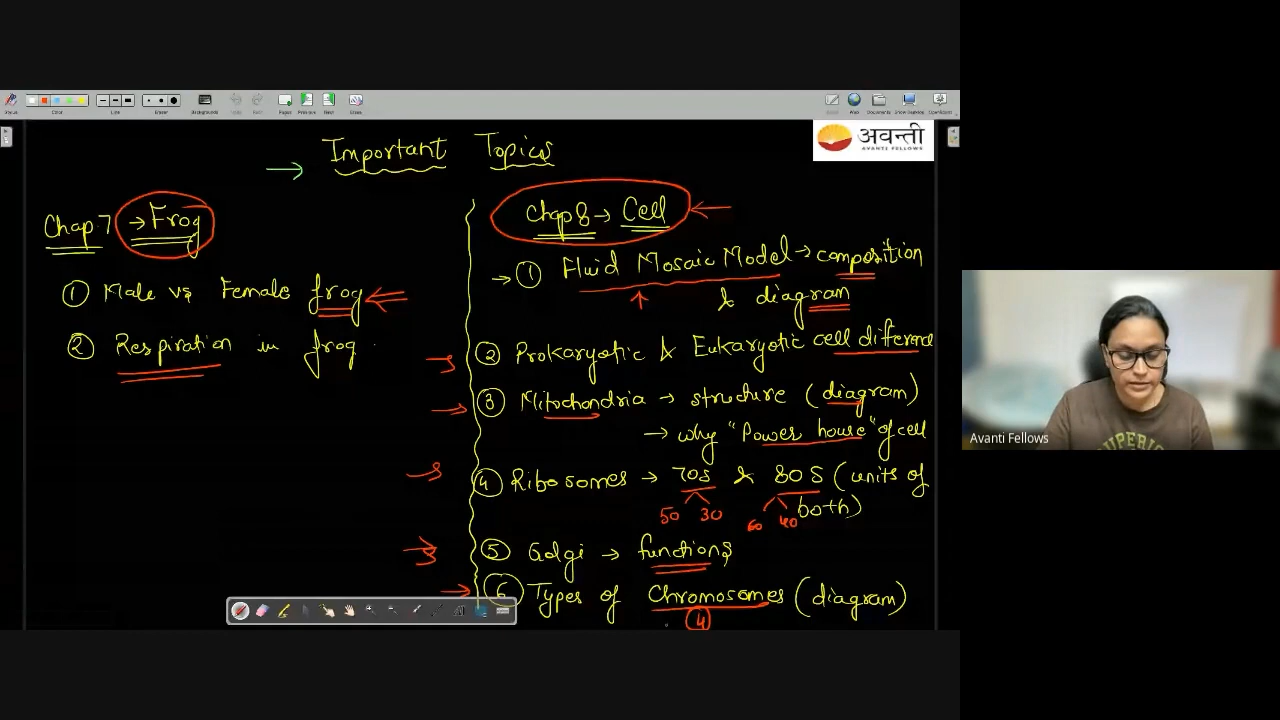 Important Topics
अवन्ती
AVANTI FELLOWS
Chap 7 → Frog
① Male vs Female frog
② Respiration in frog
Chap 8 → Cell
→ ① Fluid Mosaic Model → composition
& diagram
② Prokaryotic & Eukaryotic cell difference
③ Mitochondria → structure (diagram)
→ why "Power house" of cell
④ Ribosomes → 70S & 80S (units of
50 30 60 40 both)
⑤ Golgi → functions
⑥ Types of Chromosomes (diagram)
④
Avanti Fellows